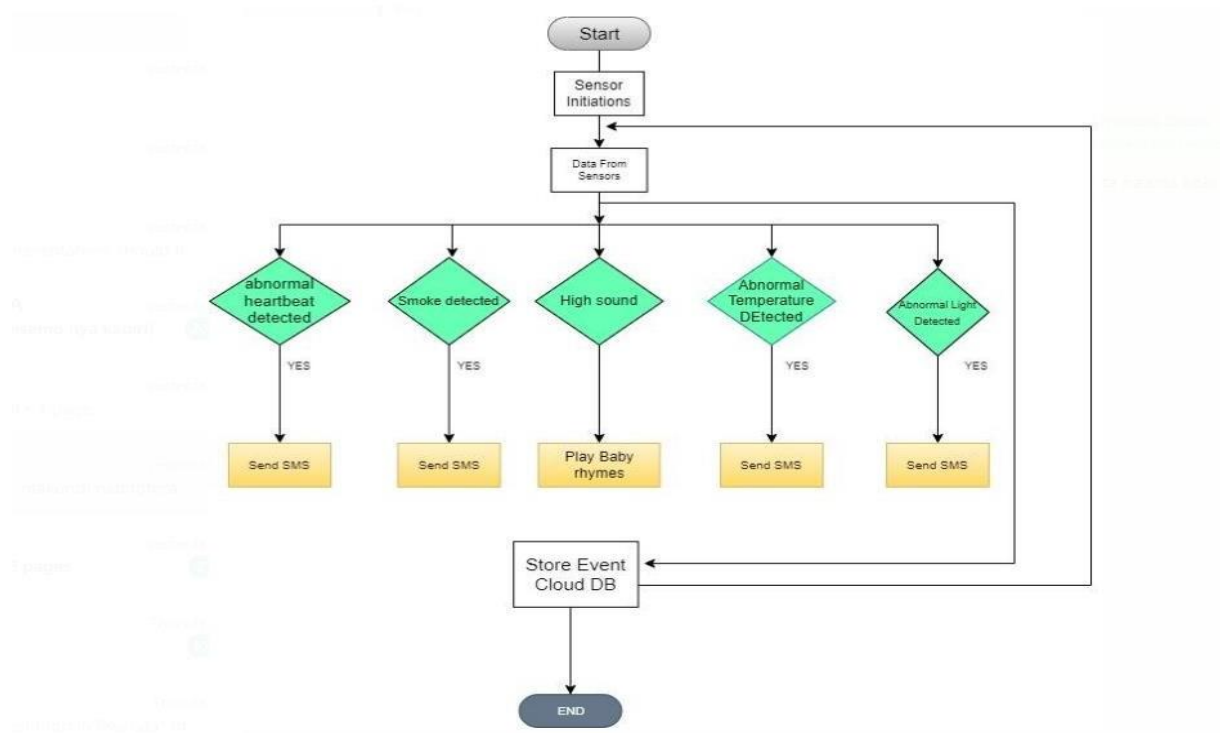 Start
Sensor
Initiations
Data From
Sensors
abnormal
heartbeat
detected
Smoke detected
High sound
Abnormal
Temperature
DEtected
Abnormal Light
Detected
YES
YES
YES
YES
Send SMS
Send SMS
Play Baby
rhymes
Send SMS
Send SMS
Store Event
Cloud DB
END